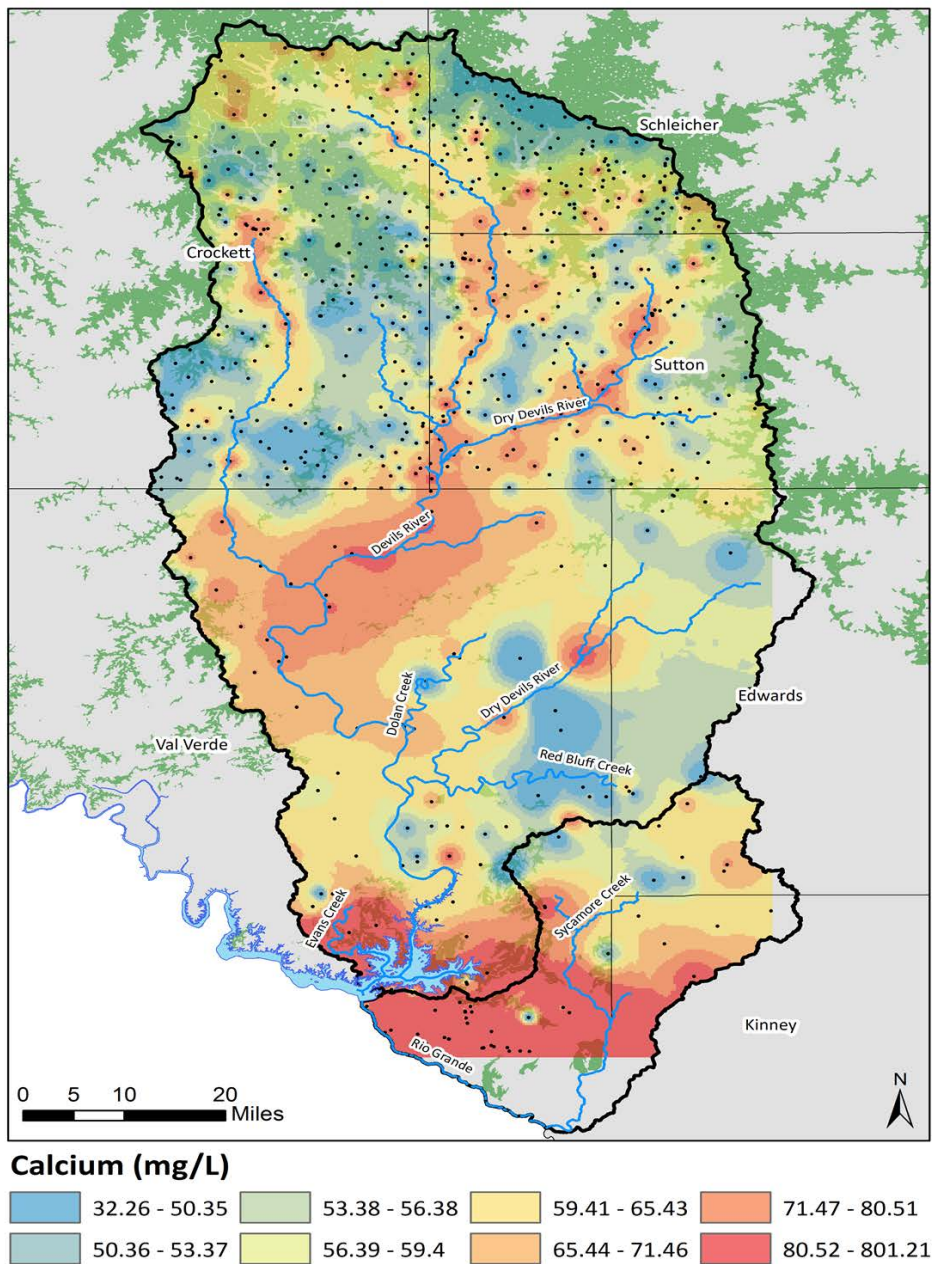 Schleicher
Crockett
Sutton
Dry Devils River
Devils River
Dolan Creek
Dry Devils River
Edwards
Val Verde
Red Bluff Creek
Evans Creek
Sycamore Creek
Kinney
Rio Grande
0 5 10 20
Miles
N
Calcium (mg/L)
32.26 - 50.35
53.38 - 56.38
59.41 - 65.43
71.47 - 80.51
50.36 - 53.37
56.39 - 59.4
65.44 - 71.46
80.52 - 801.21